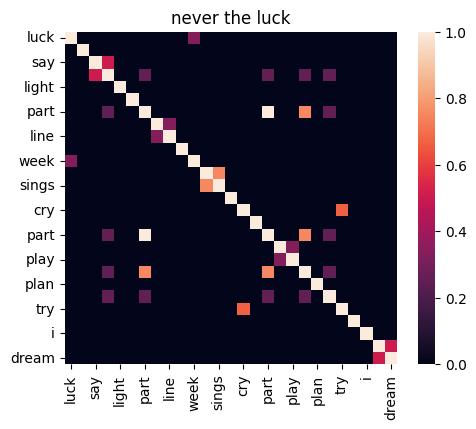 never the luck
luck
say
light
part
line
week
sings
cry
part
play
plan
try
i
dream
1.0
0.8
0.6
0.4
0.2
0.0
luck say light part line week sings cry part play plan try i dream